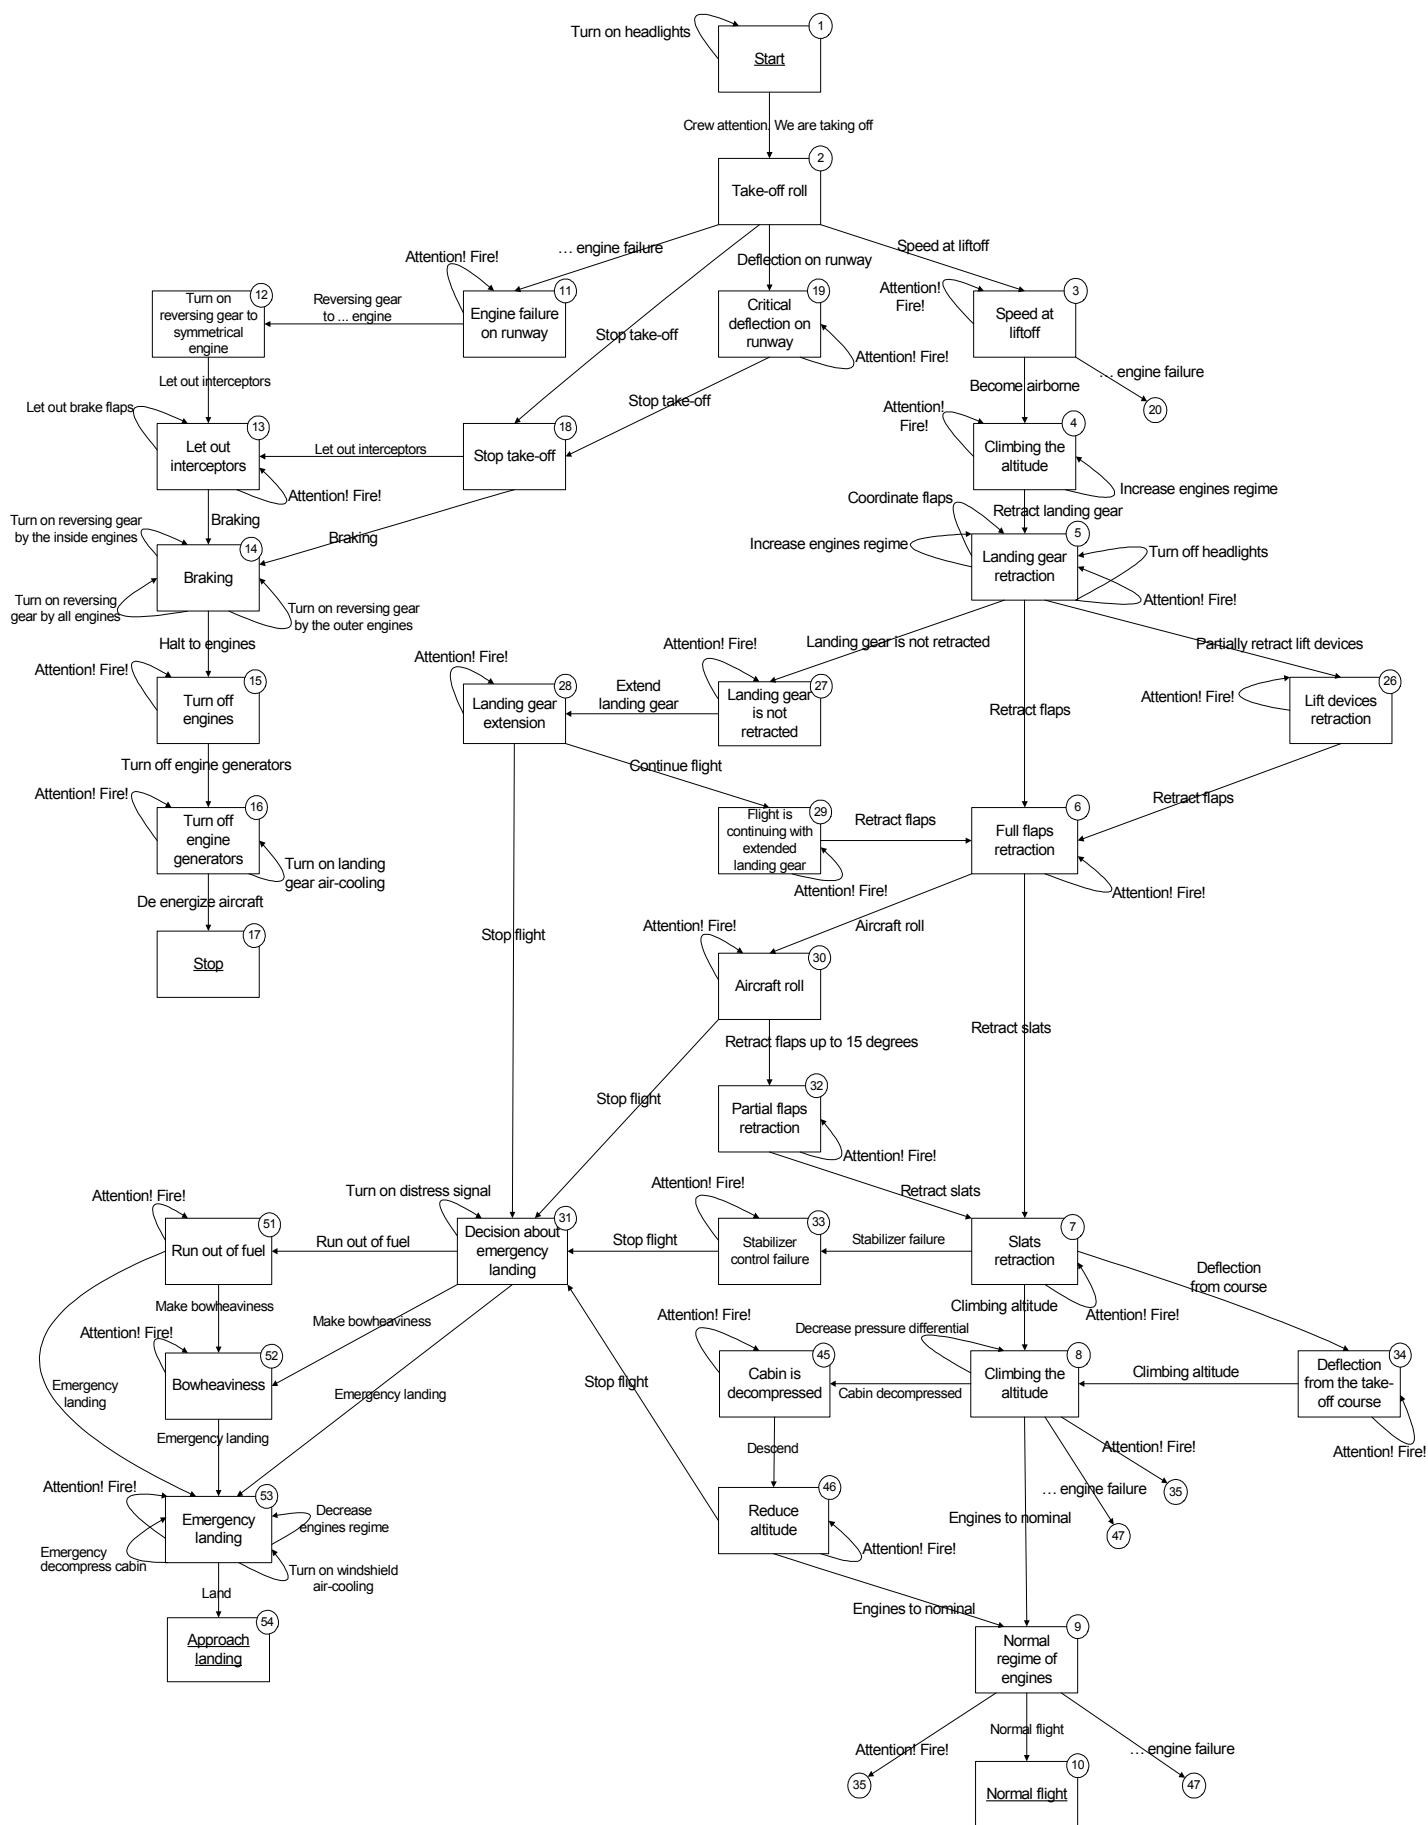 1
Turn on headlights
Start
Crew attention. We are taking off
2
Take-off roll
… engine failure
Speed at liftoff
Deflection on runway
Attention! Fire!
12
Turn on
reversing gear to
symmetrical
engine
Reversing gear
to ... engine
11
Engine failure
on runway
Stop take-off
19
Critical
deflection on
runway
Attention! Fire!
Attention!
Fire!
3
Speed at
liftoff
… engine failure
20
Let out interceptors
Become airborne
Stop take-off
Let out brake flaps
13
Let out
interceptors
Let out interceptors
18
Stop take-off
Attention! Fire!
Attention!
Fire!
4
Climbing the
altitude
Increase engines regime
Braking
Braking
Retract landing gear
Coordinate flaps
Turn on reversing gear
by the inside engines
14
Braking
Turn on reversing
gear by all engines
Turn on reversing gear
by the outer engines
Increase engines regime
5
Landing gear
retraction
Turn off headlights
Attention! Fire!
Halt to engines
Landing gear is not retracted
Partially retract lift devices
Attention! Fire!
15
Turn off
engines
Attention! Fire!
28
Landing gear
extension
Extend
landing gear
Attention! Fire!
27
Landing gear
is not
retracted
Retract flaps
Attention! Fire!
26
Lift devices
retraction
Turn off engine generators
Continue flight
Retract flaps
Attention! Fire!
16
Turn off
engine
generators
Turn on landing
gear air-cooling
29
Flight is
continuing with
extended
landing gear
Attention! Fire!
Retract flaps
6
Full flaps
retraction
Attention! Fire!
De energize aircraft
17
Stop
Stop flight
Aircraft roll
Attention! Fire!
30
Aircraft roll
Retract slats
Retract flaps up to 15 degrees
Stop flight
32
Partial flaps
retraction
Attention! Fire!
Retract slats
Attention! Fire!
51
Run out of fuel
Run out of fuel
Turn on distress signal
31
Decision about
emergency
landing
Stop flight
Attention! Fire!
33
Stabilizer
control failure
Stabilizer failure
7
Slats
retraction
Attention! Fire!
Deflection
from course
Make bowheaviness
Make bowheaviness
Climbing altitude
Attention! Fire!
52
Bowheaviness
Emergency
landing
Emergency landing
Emergency landing
Stop flight
Attention! Fire!
45
Cabin is
decompressed
Cabin decompressed
Decrease pressure differential
8
Climbing the
altitude
Climbing altitude
34
Deflection
from the take-
off course
Attention! Fire!
Descend
Attention! Fire!
35
… engine failure
47
Engines to nominal
46
Reduce
altitude
Attention! Fire!
Attention! Fire!
53
Emergency
landing
Decrease
engines regime
Emergency
decompress cabin
Turn on windshield
air-cooling
Land
54
Approach
landing
Engines to nominal
9
Normal
regime of
engines
Attention! Fire!
35
Normal flight
… engine failure
47
10
Normal flight